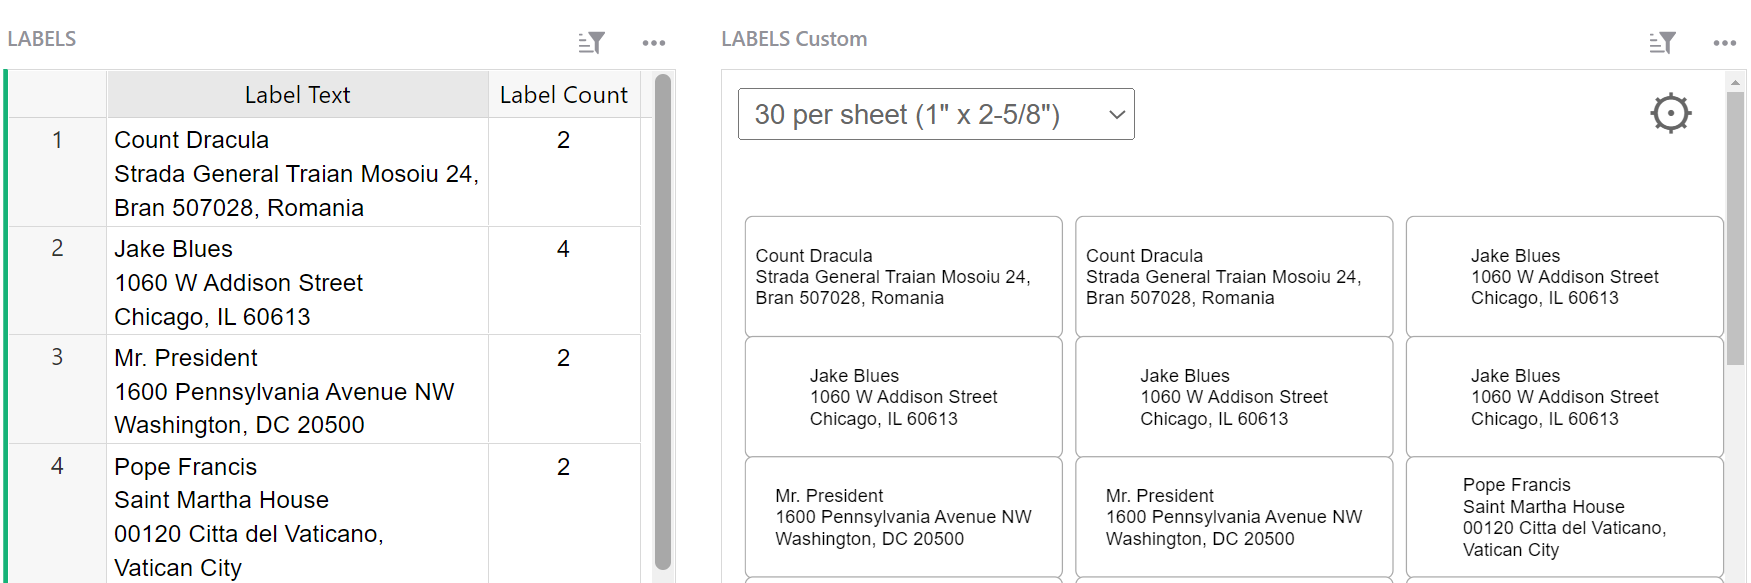 LABELS
Label Text Label Count
1 Count Dracula 2
Strada General Traian Mosoiu 24,
Bran 507028, Romania
2 Jake Blues 4
1060 W Addison Street
Chicago, IL 60613
3 Mr. President 2
1600 Pennsylvania Avenue NW
Washington, DC 20500
4 Pope Francis 2
Saint Martha House
00120 Citta del Vaticano,
Vatican City
LABELS Custom
30 per sheet (1" x 2-5/8")
Count Dracula
Strada General Traian Mosoiu 24,
Bran 507028, Romania
Count Dracula
Strada General Traian Mosoiu 24,
Bran 507028, Romania
Jake Blues
1060 W Addison Street
Chicago, IL 60613
Jake Blues
1060 W Addison Street
Chicago, IL 60613
Jake Blues
1060 W Addison Street
Chicago, IL 60613
Jake Blues
1060 W Addison Street
Chicago, IL 60613
Mr. President
1600 Pennsylvania Avenue NW
Washington, DC 20500
Mr. President
1600 Pennsylvania Avenue NW
Washington, DC 20500
Pope Francis
Saint Martha House
00120 Citta del Vaticano,
Vatican City